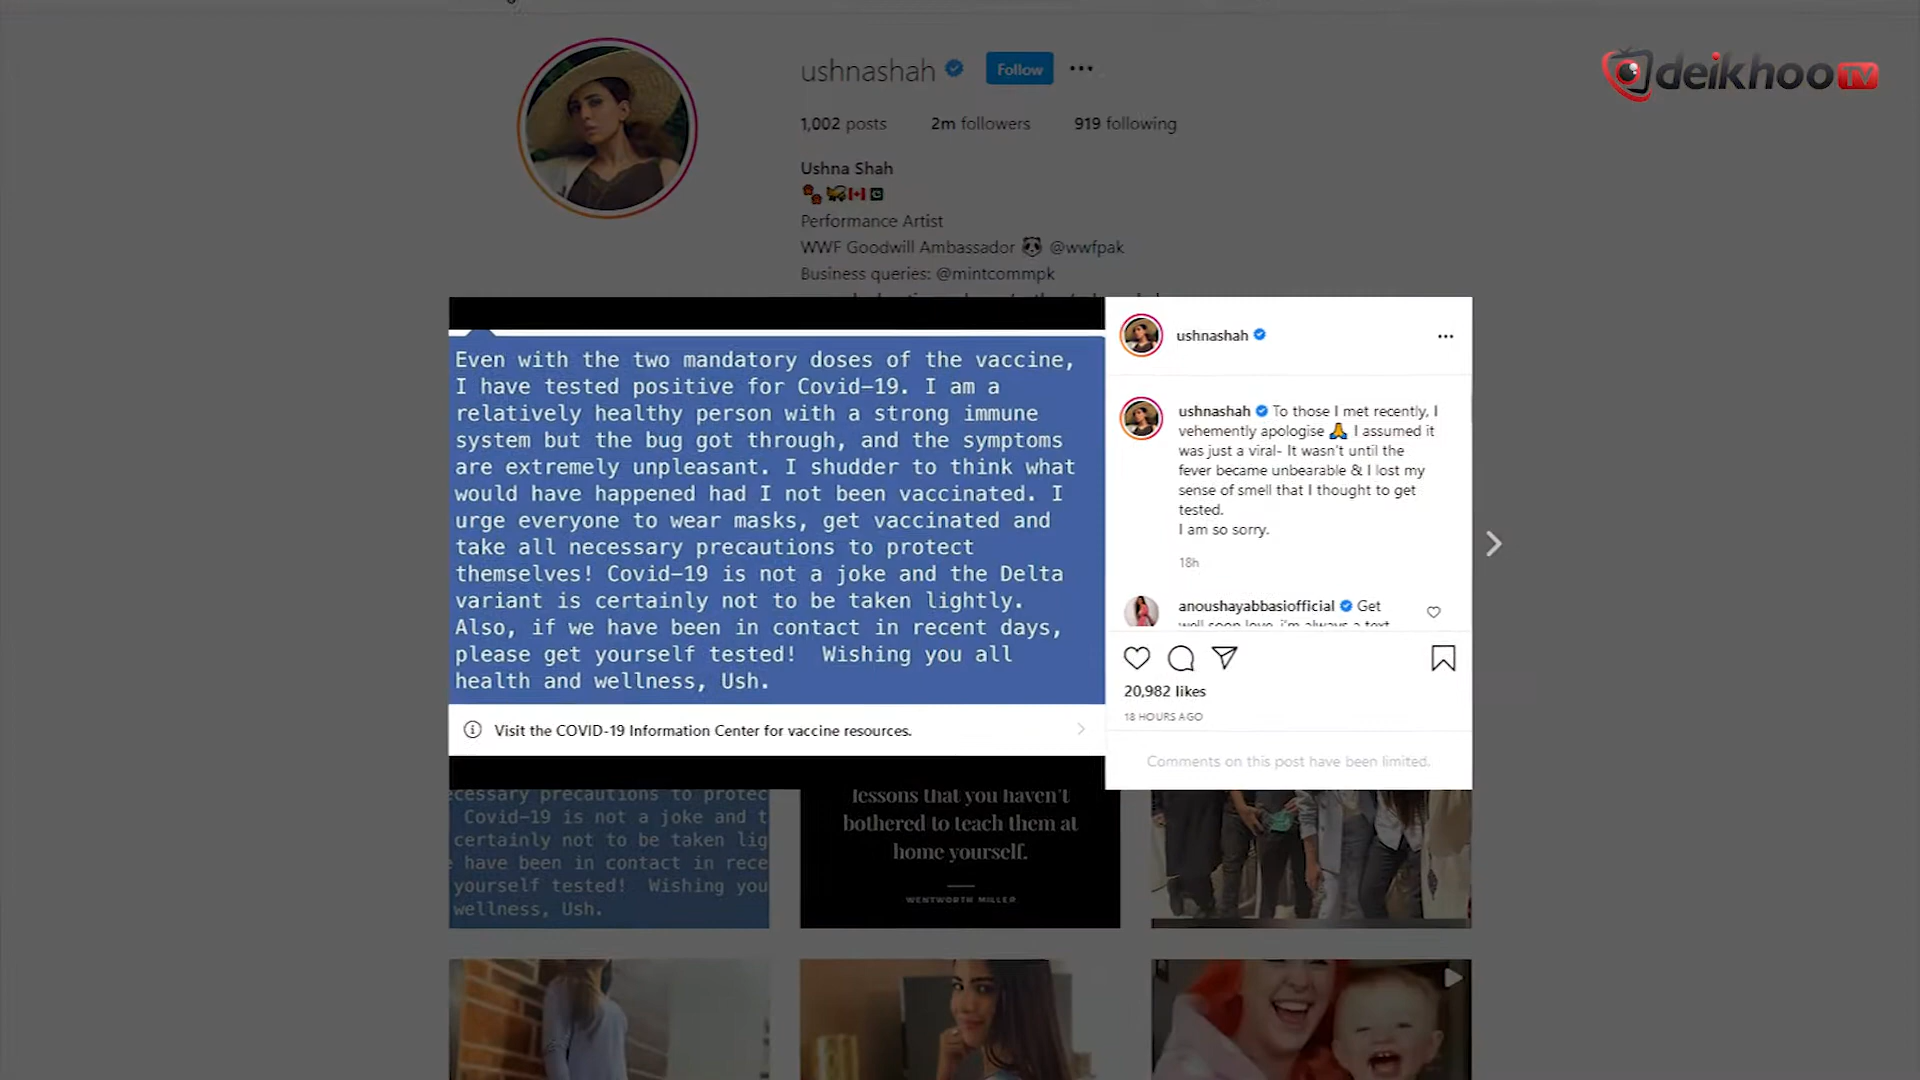 deikhoo TV
ushnashah
Follow
1,002 posts 2m followers 919 following
Ushna Shah
Performance Artist
WWF Goodwill Ambassador 🐼 @wwfpak
Business queries: @mintcommpk
Even with the two mandatory doses of the vaccine,
I have tested positive for Covid-19. I am a
relatively healthy person with a strong immune
system but the bug got through, and the symptoms
are extremely unpleasant. I shudder to think what
would have happened had I not been vaccinated. I
urge everyone to wear masks, get vaccinated and
take all necessary precautions to protect
themselves! Covid-19 is not a joke and the Delta
variant is certainly not to be taken lightly.
Also, if we have been in contact in recent days,
please get yourself tested!  Wishing you all
health and wellness, Ush.
Visit the COVID-19 Information Center for vaccine resources.
ushnashah
ushnashah To those I met recently, I
vehemently apologise 🙏 I assumed it
was just a viral- It wasn't until the
fever became unbearable & I lost my
sense of smell that I thought to get
tested.
I am so sorry.
18h
anoushayabbasiofficial Get
well soon love, i'm always a text
20,982 likes
18 HOURS AGO
Comments on this post have been limited.
ecessary precautions to protec
Covid-19 is not a joke and t
certainly not to be taken lig
have been in contact in rece
yourself tested!  Wishing you
wellness, Ush.
lessons that you haven't
bothered to teach them at
home yourself.
WENTWORTH MILLER